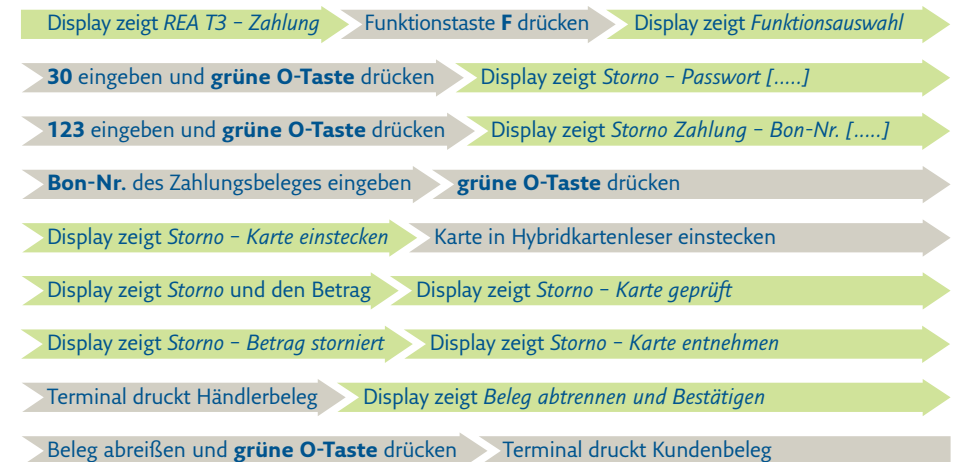 Display zeigt REA T3 – Zahlung Funktionstaste F drücken Display zeigt Funktionsauswahl
30 eingeben und grüne O-Taste drücken Display zeigt Storno – Passwort [.....]
123 eingeben und grüne O-Taste drücken Display zeigt Storno Zahlung – Bon-Nr. [.....]
Bon-Nr. des Zahlungsbeleges eingeben grüne O-Taste drücken
Display zeigt Storno – Karte einstecken Karte in Hybridkartenleser einstecken
Display zeigt Storno und den Betrag Display zeigt Storno – Karte geprüft
Display zeigt Storno – Betrag storniert Display zeigt Storno – Karte entnehmen
Terminal druckt Händlerbeleg Display zeigt Beleg abtrennen und Bestätigen
Beleg abreißen und grüne O-Taste drücken Terminal druckt Kundenbeleg